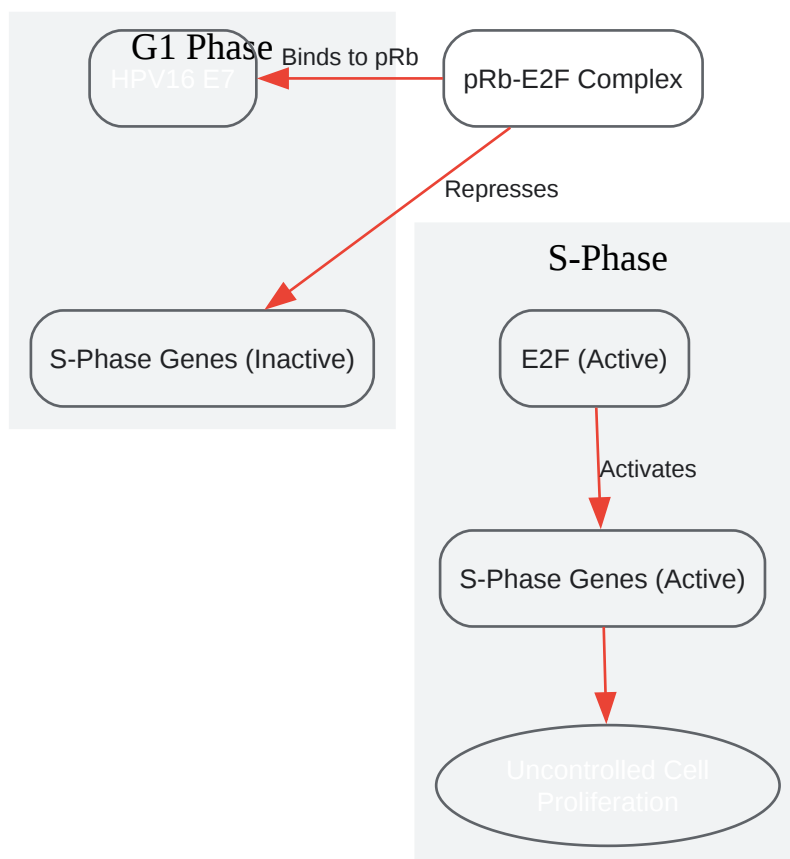 G1 Phase
HPV16 E7
Binds to pRb
pRb-E2F Complex
Represses
S-Phase Genes (Inactive)
S-Phase
E2F (Active)
Activates
S-Phase Genes (Active)
Uncontrolled Cell
Proliferation